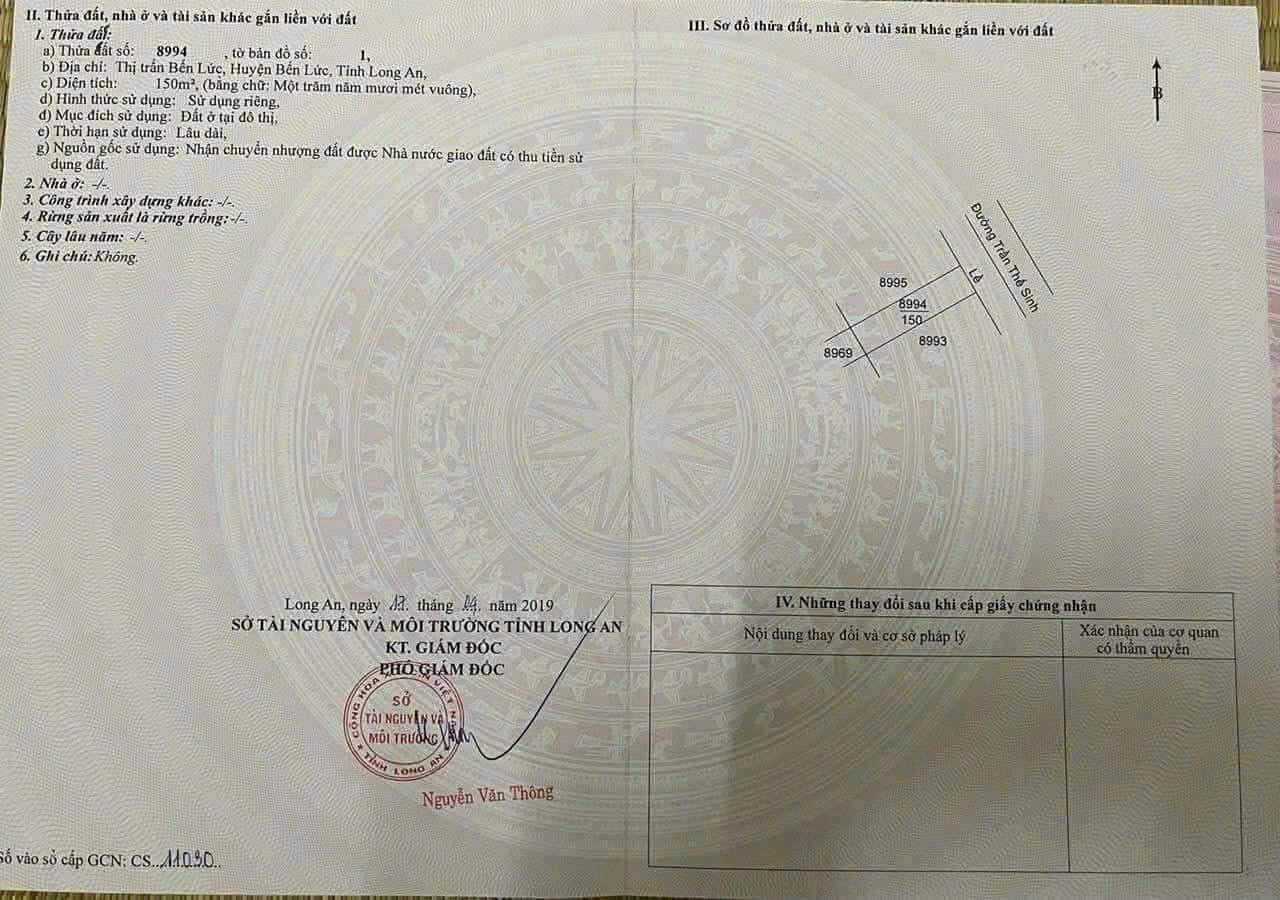 II. Thửa đất, nhà ở và tài sản khác gắn liền với đất
1. Thửa đất:
a) Thửa đất số: 8994 , tờ bản đồ số: 1,
b) Địa chỉ: Thị trấn Bến Lức, Huyện Bến Lức, Tỉnh Long An,
c) Diện tích: 150m², (bằng chữ: Một trăm năm mươi mét vuông),
d) Hình thức sử dụng: Sử dụng riêng,
đ) Mục đích sử dụng: Đất ở tại đô thị,
e) Thời hạn sử dụng: Lâu dài,
g) Nguồn gốc sử dụng: Nhận chuyển nhượng đất được Nhà nước giao đất có thu tiền sử
dụng đất.
2. Nhà ở: -/-.
3. Công trình xây dựng khác: -/-.
4. Rừng sản xuất là rừng trồng: -/-.
5. Cây lâu năm: -/-.
6. Ghi chú: Không.
Long An, ngày 17. tháng 04. năm 2019
SỞ TÀI NGUYÊN VÀ MÔI TRƯỜNG TỈNH LONG AN
KT. GIÁM ĐỐC
PHÓ GIÁM ĐỐC
CỘNG HÒA VIỆT NAM
SỞ
TÀI NGUYÊN VÀ
MÔI TRƯỜNG
TỈNH LONG AN
Nguyễn Văn Thông
Số vào sổ cấp GCN: CS...11030..
III. Sơ đồ thửa đất, nhà ở và tài sản khác gắn liền với đất
B
Đường Trần Thế Sinh
Lề
8995
8994
150
8993
8969
IV. Những thay đổi sau khi cấp giấy chứng nhận
Nội dung thay đổi và cơ sở pháp lý
Xác nhận của cơ quan
có thẩm quyền